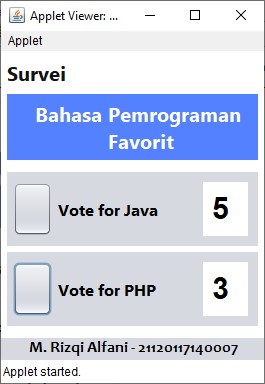 Applet Viewer: ...
Applet
Survei
Bahasa Pemrograman
Favorit
Vote for Java 5
Vote for PHP 3
M. Rizqi Alfani - 21120117140007
Applet started.